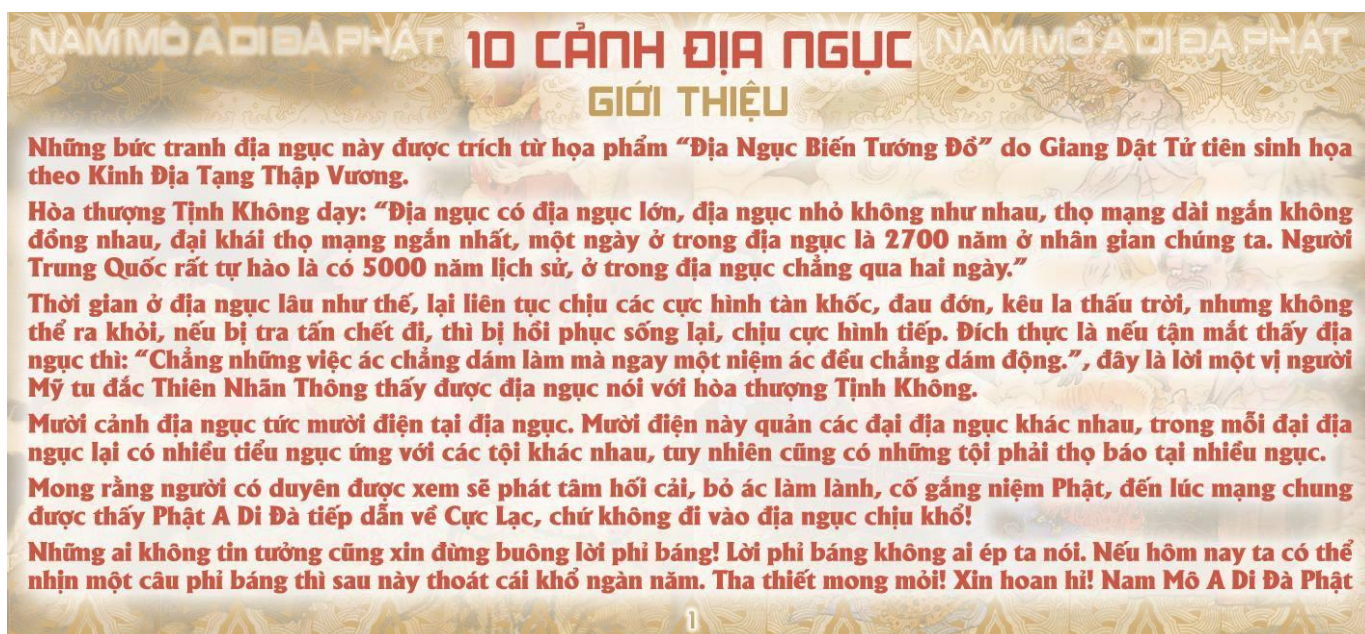 NAM MÔ A DI ĐÀ PHẬT 10 CẢNH ĐỊA NGỤC NAM MÔ A DI ĐÀ PHẬT
GIỚI THIỆU
Những bức tranh địa ngục này được trích từ họa phẩm “Địa Ngục Biến Tướng Đồ” do Giang Dật Tử tiên sinh họa
theo Kinh Địa Tạng Thập Vương.
Hòa thượng Tịnh Không dạy: “Địa ngục có địa ngục lớn, địa ngục nhỏ không như nhau, thọ mạng dài ngắn không
đồng nhau, đại khái thọ mạng ngắn nhất, một ngày ở trong địa ngục là 2700 năm ở nhân gian chúng ta. Người
Trung Quốc rất tự hào là có 5000 năm lịch sử, ở trong địa ngục chẳng qua hai ngày.”
Thời gian ở địa ngục lâu như thế, lại liên tục chịu các cực hình tàn khốc, đau đớn, kêu la thấu trời, nhưng không
thể ra khỏi, nếu bị tra tấn chết đi, thì bị hồi phục sống lại, chịu cực hình tiếp. Đích thực là nếu tận mắt thấy địa
ngục thì: “Chẳng những việc ác chẳng dám làm mà ngay một niệm ác đều chẳng dám động.”, đây là lời một vị người
Mỹ tu đắc Thiên Nhãn Thông thấy được địa ngục nói với hòa thượng Tịnh Không.
Mười cảnh địa ngục tức mười điện tại địa ngục. Mười điện này quản các đại địa ngục khác nhau, trong mỗi đại địa
ngục lại có nhiều tiểu ngục ứng với các tội khác nhau, tuy nhiên cũng có những tội phải thọ báo tại nhiều ngục.
Mong rằng người có duyên được xem sẽ phát tâm hối cải, bỏ ác làm lành, cố gắng niệm Phật, đến lúc mạng chung
được thấy Phật A Di Đà tiếp dẫn về Cực Lạc, chứ không đi vào địa ngục chịu khổ!
Những ai không tin tưởng cũng xin đừng buông lời phỉ báng! Lời phỉ báng không ai ép ta nói. Nếu hôm nay ta có thể
nhịn một câu phỉ báng thì sau này thoát cái khổ ngàn năm. Tha thiết mong mỏi! Xin hoan hỉ! Nam Mô A Di Đà Phật
1